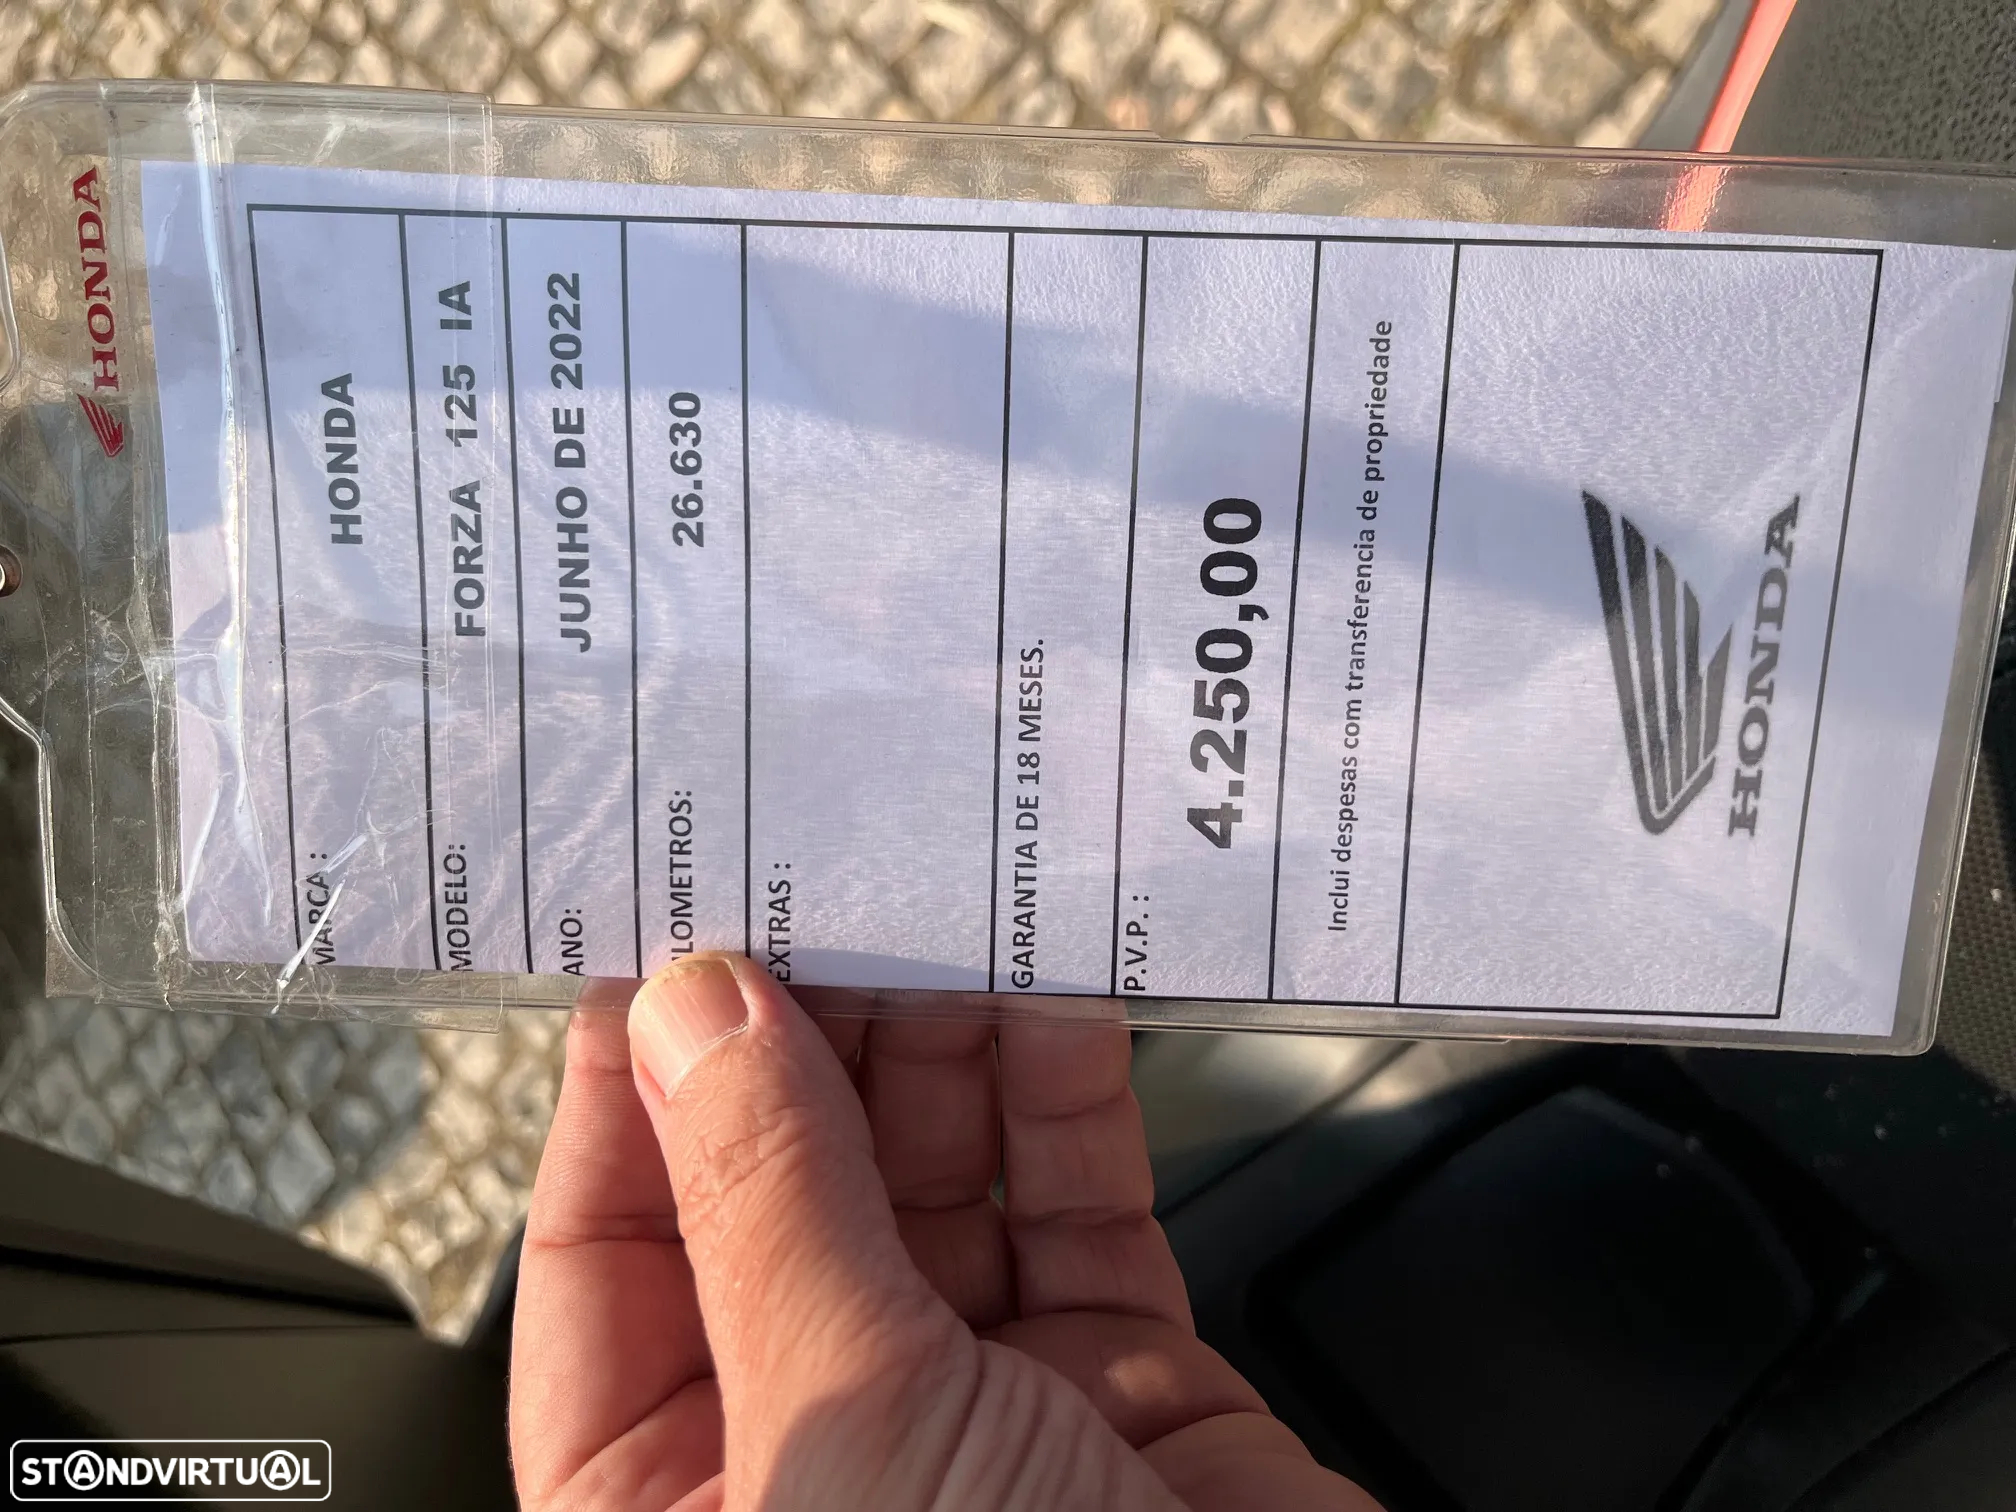 HONDA
MARCA : HONDA
MODELO: FORZA 125 IA
ANO: JUNHO DE 2022
ILOMETROS: 26.630
EXTRAS :
GARANTIA DE 18 MESES.
P.V.P. : 4.250,00
Inclui despesas com transferencia de propriedade
HONDA
STANDVIRTUAL